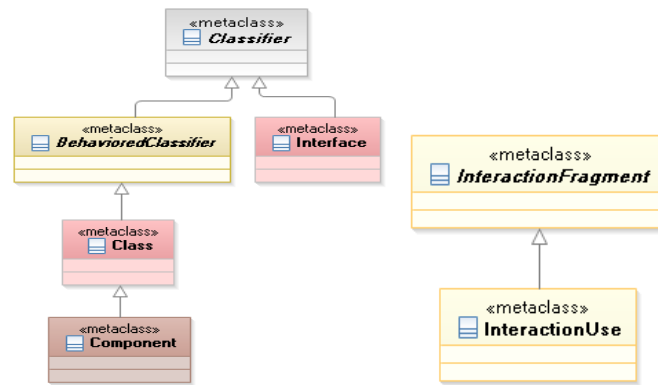 «metaclass»
Classifier
«metaclass»
BehavioredClassifier
«metaclass»
Interface
«metaclass»
InteractionFragment
«metaclass»
Class
«metaclass»
InteractionUse
«metaclass»
Component